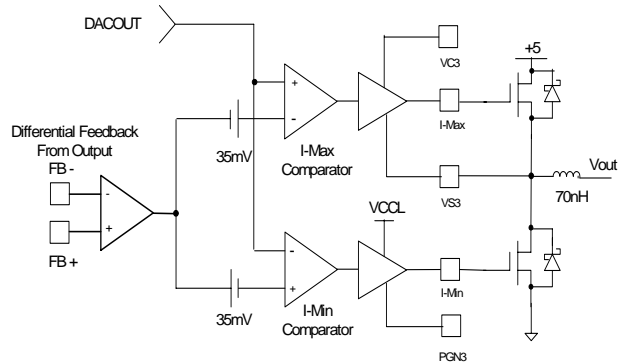 DACOUT
+5
VC3
Differential Feedback
From Output
FB -
FB +
-
+
35mV
+
-
I-Max
Comparator
I-Max
VS3
Vout
70nH
VCCL
35mV
-
+
I-Min
Comparator
I-Min
PGN3